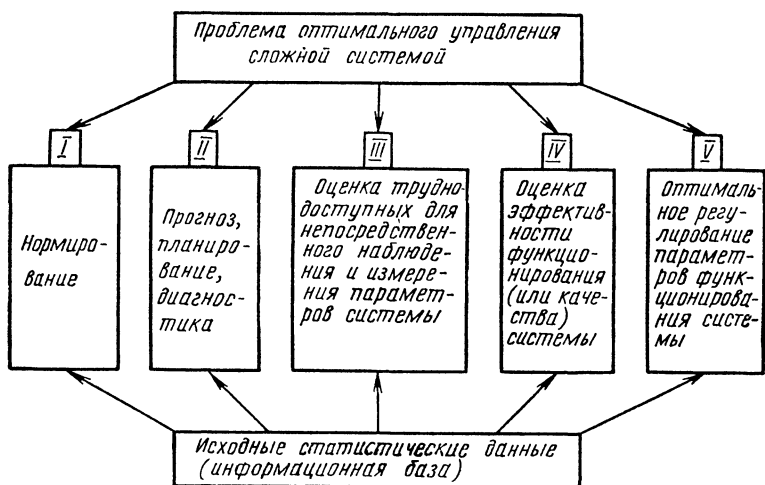 Проблема оптимального управления
сложной системой
I
II
III
IV
V
Нормиро-
вание
Прогноз,
планиро-
вание,
диагнос-
тика
Оценка трудно-
доступных для
непосредствен-
ного наблюде-
ния и измере-
ния парамет-
ров системы
Оценка
эффектив-
ности
функцио-
нирования
(или каче-
ства)
системы
Оптималь-
ное регу-
лирование
парамет-
ров функ-
ционирова-
ния систе-
мы
Исходные статистические данные
(информационная база)